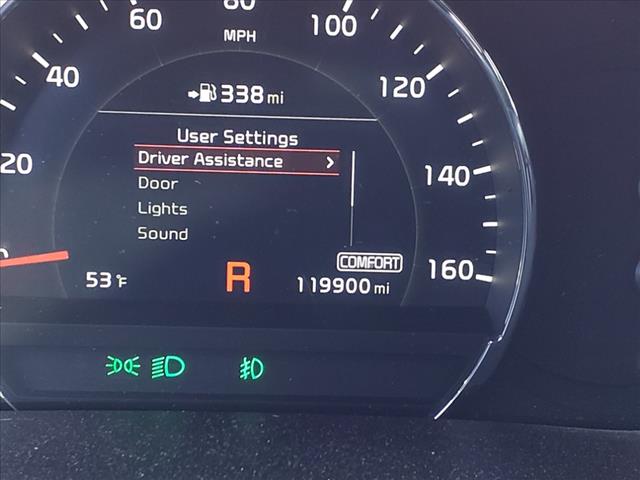 80
60 100
MPH
40 338 mi 120
User Settings
20 Driver Assistance >
Door 140
Lights
Sound
COMFORT
160
53°F R 119900 mi